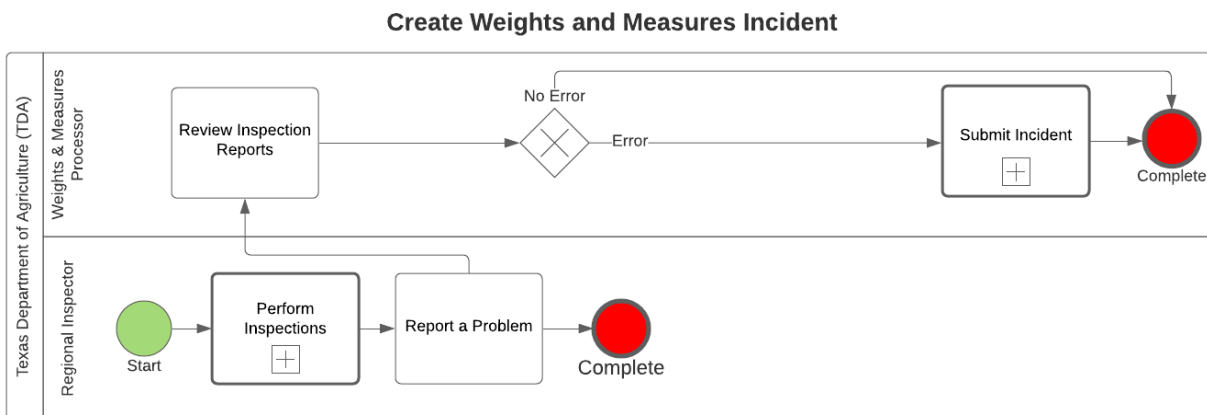 Create Weights and Measures Incident
Texas Department of Agriculture (TDA)
Weights & Measures
Processor
Review Inspection
Reports
No Error
Error
Submit Incident
Complete
Regional Inspector
Start
Perform
Inspections
Report a Problem
Complete